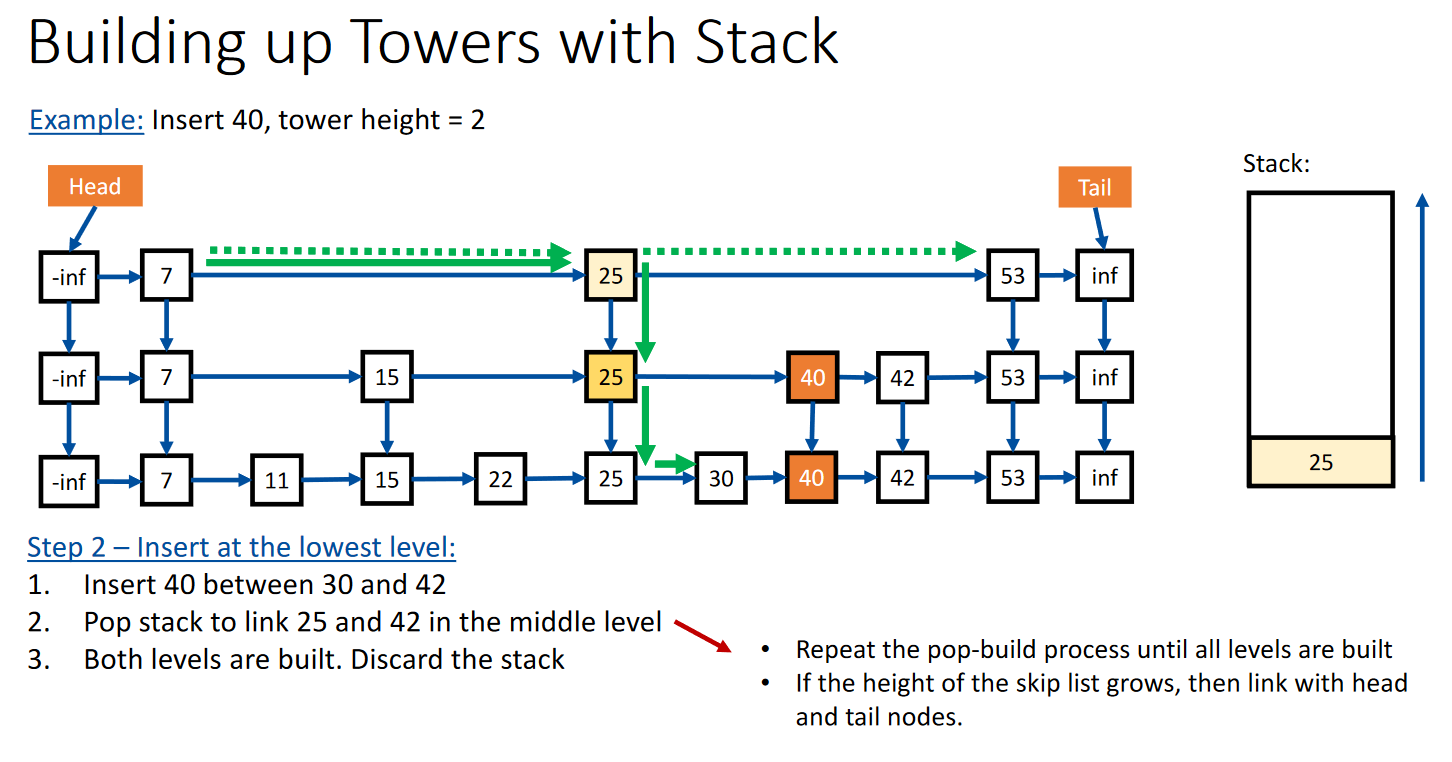 Building up Towers with Stack
Example: Insert 40, tower height = 2
Stack:
Head
Tail
-inf 7 25 53 inf
-inf 7 15 25 40 42 53 inf
-inf 7 11 15 22 25 30 40 42 53 inf
25
Step 2 – Insert at the lowest level:
1. Insert 40 between 30 and 42
2. Pop stack to link 25 and 42 in the middle level
3. Both levels are built. Discard the stack
• Repeat the pop-build process until all levels are built
• If the height of the skip list grows, then link with head
and tail nodes.